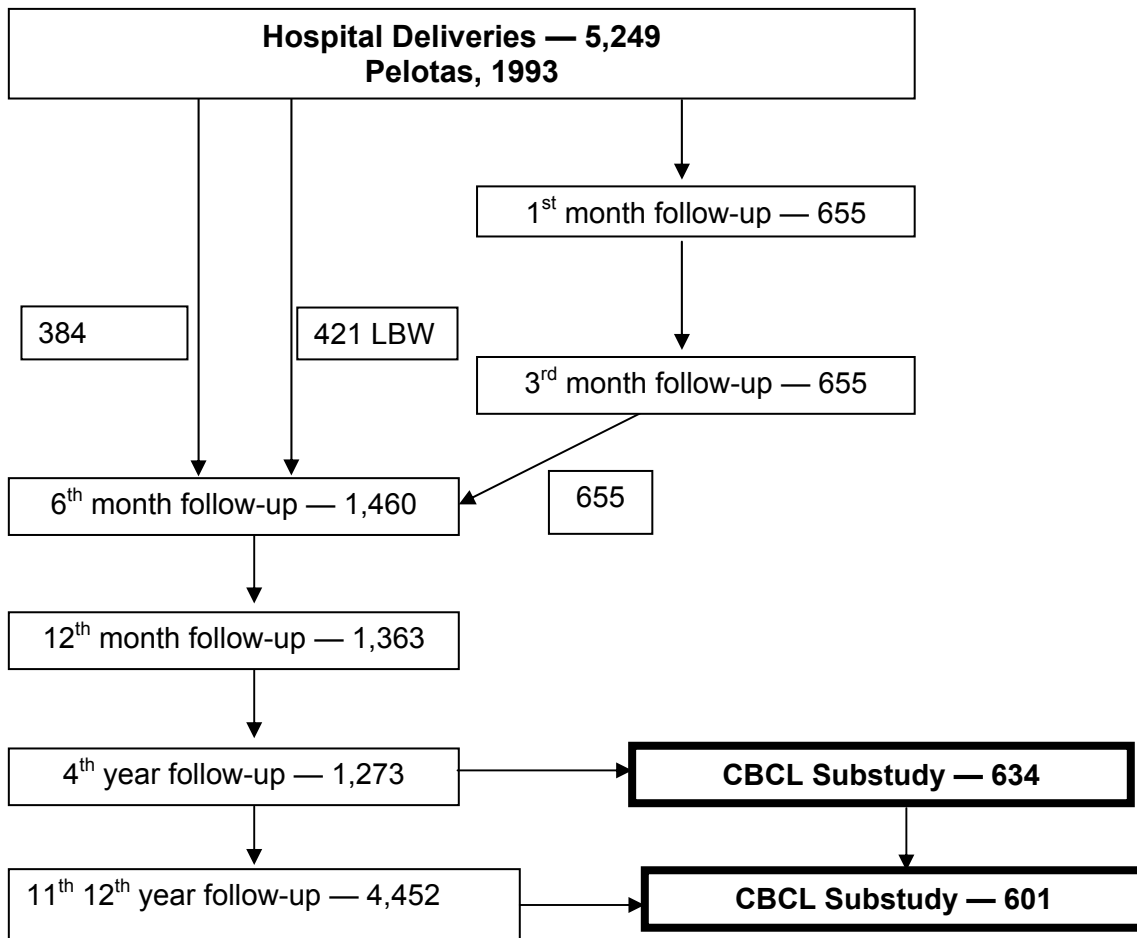 Hospital Deliveries — 5,249
Pelotas, 1993
1st month follow-up — 655
384
421 LBW
3rd month follow-up — 655
6th month follow-up — 1,460
655
12th month follow-up — 1,363
4th year follow-up — 1,273
CBCL Substudy — 634
11th 12th year follow-up — 4,452
CBCL Substudy — 601